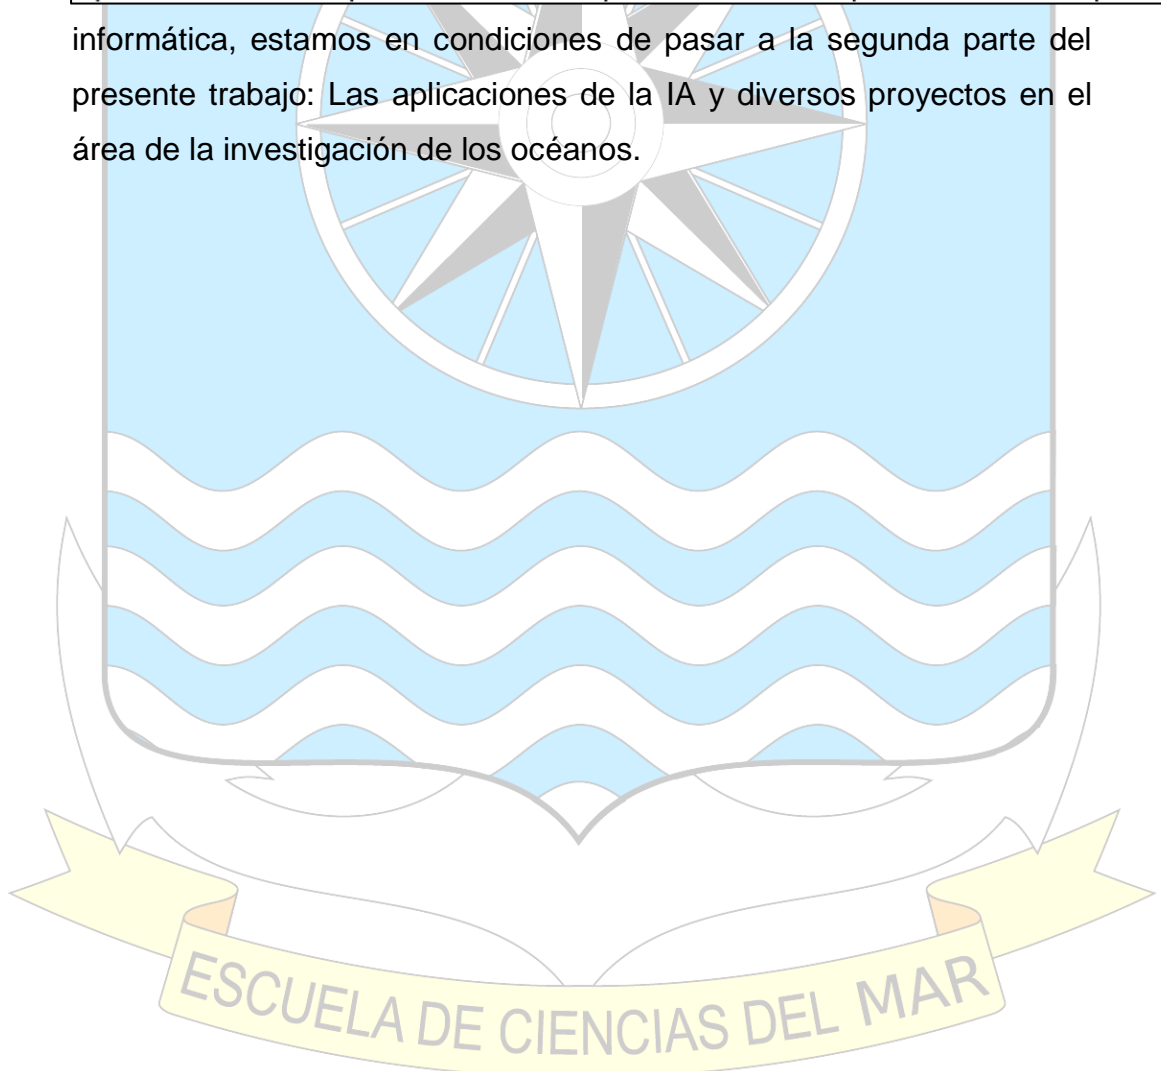 informática, estamos en condiciones de pasar a la segunda parte del
presente trabajo: Las aplicaciones de la IA y diversos proyectos en el
área de la investigación de los océanos.
ESCUELA DE CIENCIAS DEL MAR